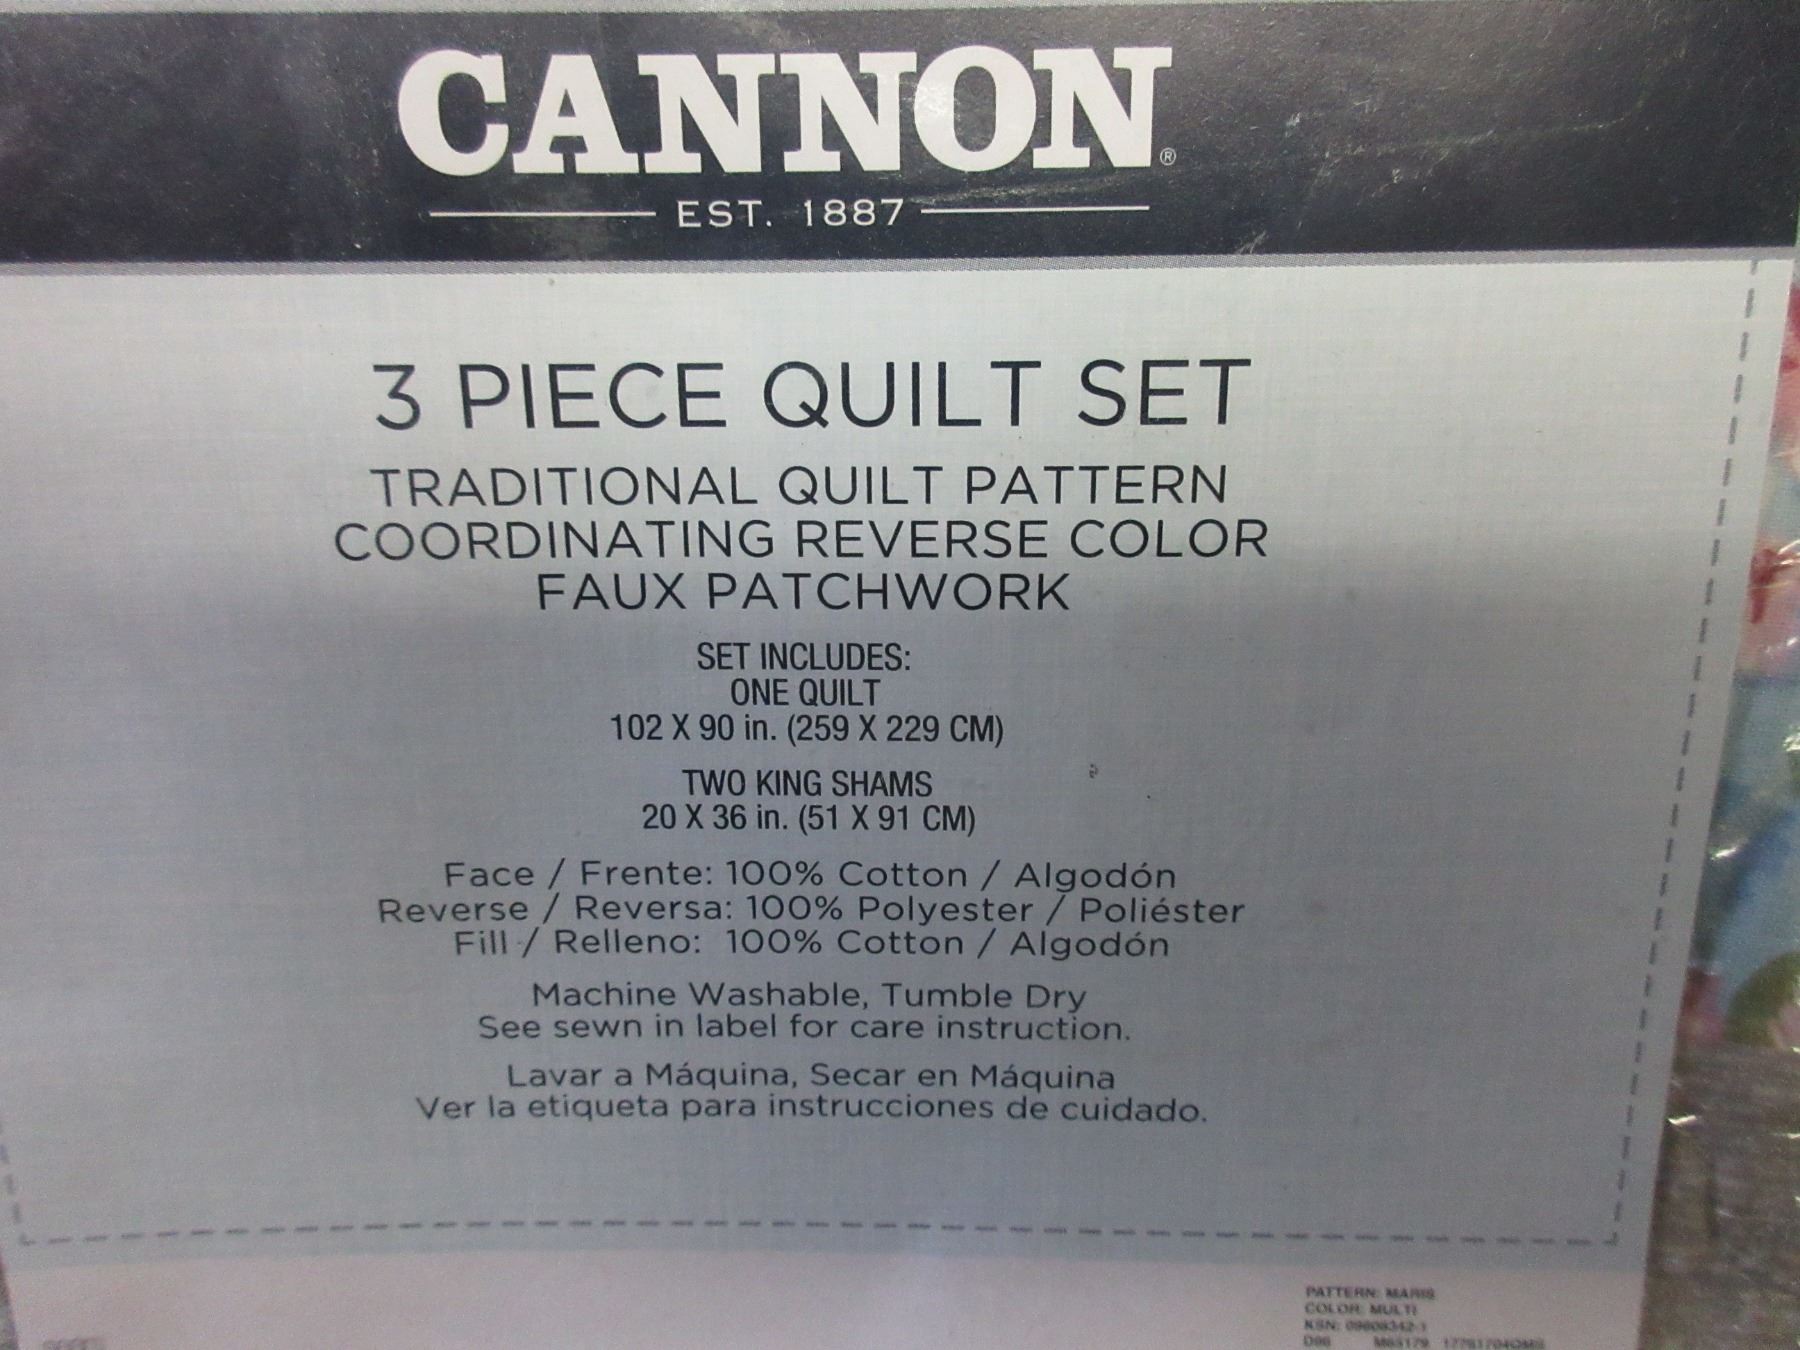 CANNON®
EST. 1887
3 PIECE QUILT SET
TRADITIONAL QUILT PATTERN
COORDINATING REVERSE COLOR
FAUX PATCHWORK
SET INCLUDES:
ONE QUILT
102 X 90 in. (259 X 229 CM)
TWO KING SHAMS
20 X 36 in. (51 X 91 CM)
Face / Frente: 100% Cotton / Algodón
Reverse / Reversa: 100% Polyester / Poliéster
Fill / Relleno: 100% Cotton / Algodón
Machine Washable, Tumble Dry
See sewn in label for care instruction.
Lavar a Máquina, Secar en Máquina
Ver la etiqueta para instrucciones de cuidado.
PATTERN: MARIS
COLOR: MULTI
KSN: